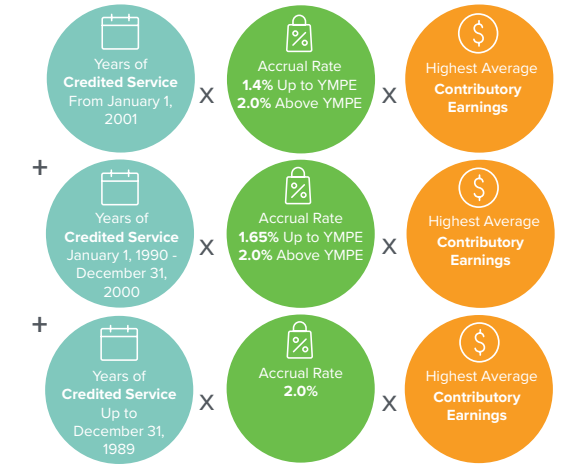 Years of
Credited Service
From January 1,
2001
x
%
Accrual Rate
1.4% Up to YMPE
2.0% Above YMPE
x
$
Highest Average
Contributory
Earnings
+
Years of
Credited Service
January 1, 1990 -
December 31,
2000
x
%
Accrual Rate
1.65% Up to YMPE
2.0% Above YMPE
x
$
Highest Average
Contributory
Earnings
+
Years of
Credited Service
Up to
December 31,
1989
x
%
Accrual Rate
2.0%
x
$
Highest Average
Contributory
Earnings